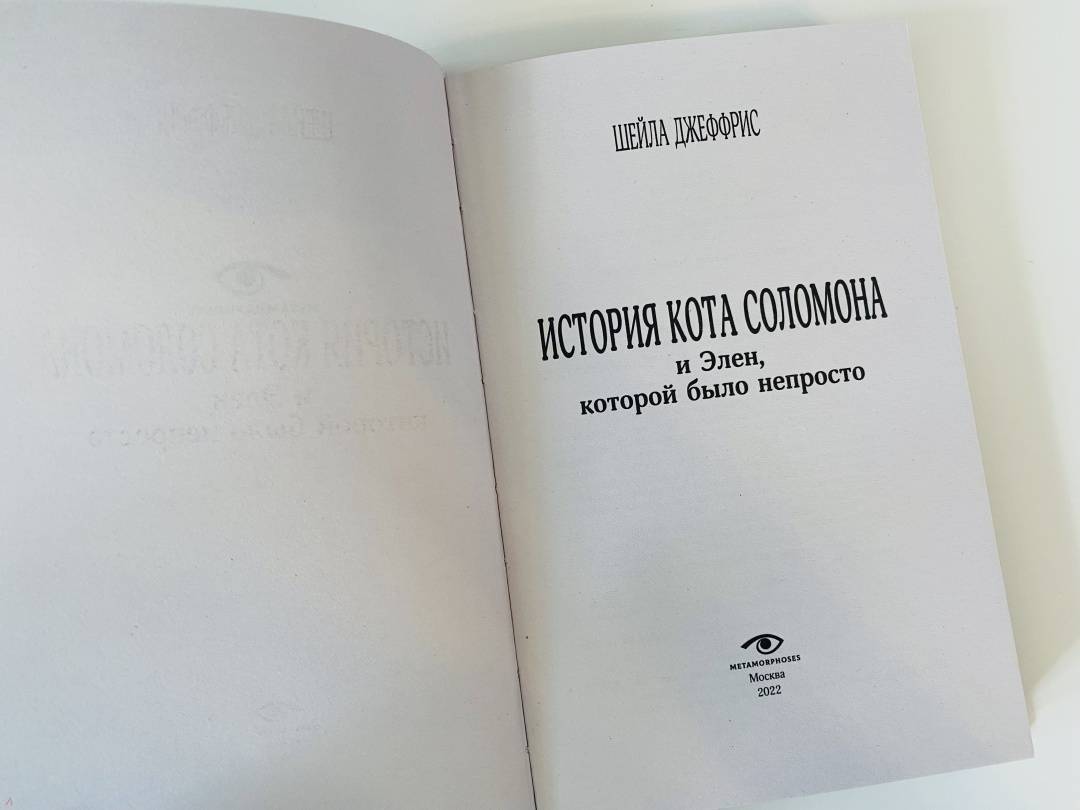 ШЕЙЛА ДЖЕФФРИС
ИСТОРИЯ КОТА СОЛОМОНА
и Элен,
которой было непросто
METAMORPHOSES
Москва
2022